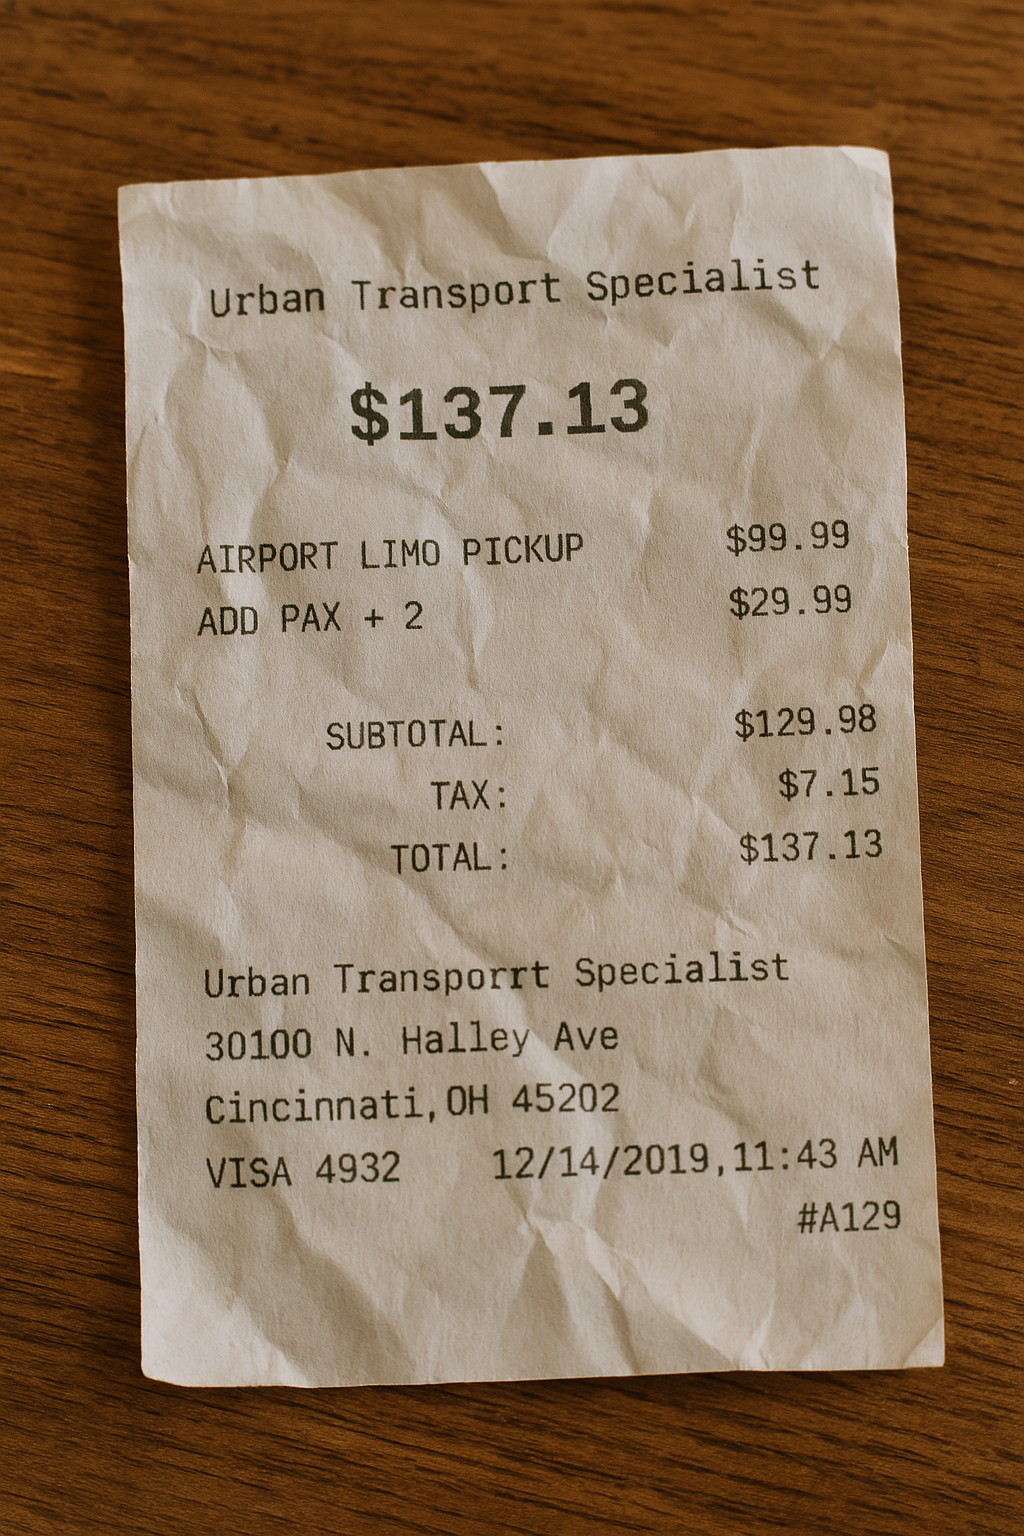 Urban Transport Specialist
$137.13
AIRPORT LIMO PICKUP $99.99
ADD PAX + 2 $29.99
SUBTOTAL: $129.98
TAX: $7.15
TOTAL: $137.13
Urban Transporrt Specialist
30100 N. Halley Ave
Cincinnati,OH 45202
VISA 4932 12/14/2019,11:43 AM
#A129